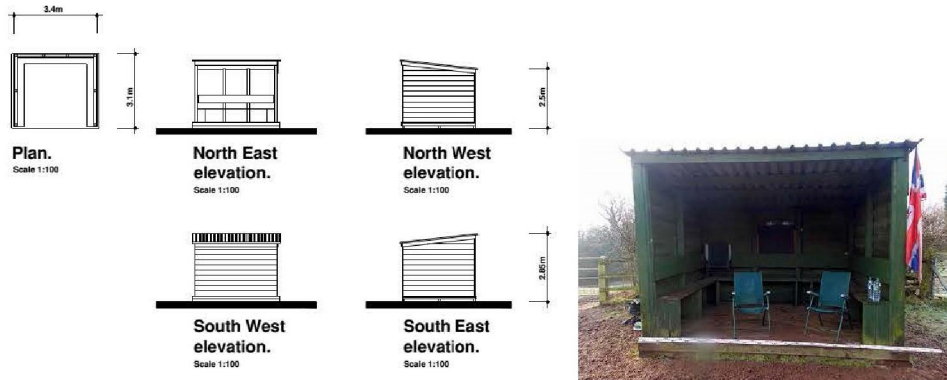 3.4m
3.1m
2.5m
Plan.
Scale 1:100
North East
elevation.
Scale 1:100
North West
elevation.
Scale 1:100
2.85m
South West
elevation.
Scale 1:100
South East
elevation.
Scale 1:100